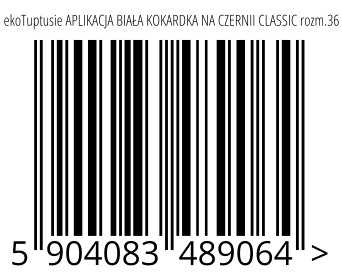 ekoTuptusie APLIKACJA BIAŁA KOKARDKA NA CZERNII CLASSIC rozm.36
5 904083 489064 >